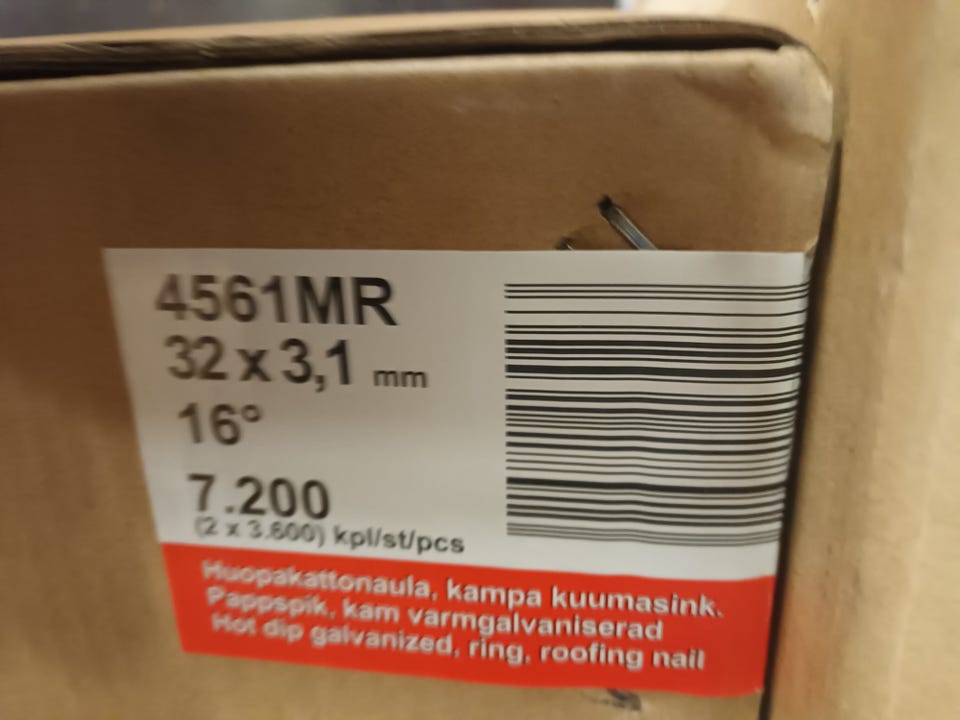 4561MR
32 x 3,1 mm
16°
7.200
(2 x 3.600) kpl/st/pcs
Huopakattonaula, kampa kuumasink.
Pappspik, kam varmgalvaniserad
Hot dip galvanized, ring, roofing nail